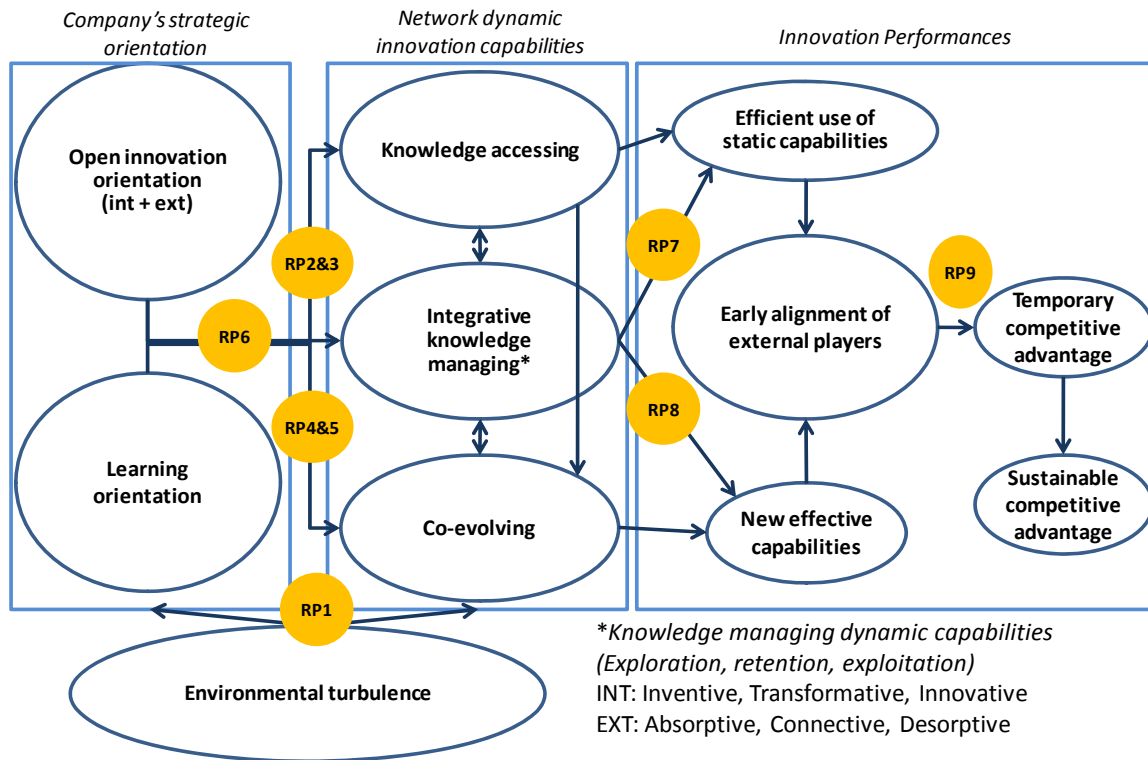 Company's strategic
orientation
Network dynamic
innovation capabilities
Innovation Performances
Open innovation
orientation
(int + ext)
Learning
orientation
RP6
RP2&3
RP4&5
Knowledge accessing
Integrative
knowledge
managing*
Co-evolving
RP7
RP8
Efficient use of
static capabilities
Early alignment of
external players
New effective
capabilities
RP9
Temporary
competitive
advantage
Sustainable
competitive
advantage
RP1
Environmental turbulence
*Knowledge managing dynamic capabilities
(Exploration, retention, exploitation)
INT: Inventive, Transformative, Innovative
EXT: Absorptive, Connective, Desorptive